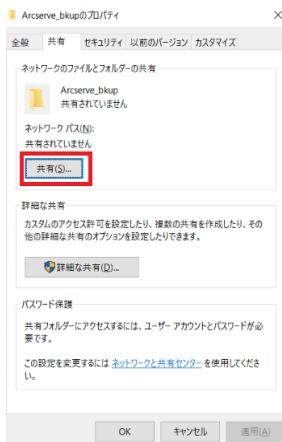 Arcserve_bkupのプロパティ
全般 共有 セキュリティ 以前のバージョン カスタマイズ
ネットワークのファイルとフォルダーの共有
Arcserve_bkup
共有されていません
ネットワーク パス(N):
共有されていません
共有(S)...
詳細な共有
カスタムのアクセス許可を設定したり、複数の共有を作成したり、その
他の詳細な共有のオプションを設定したりできます。
詳細な共有(D)...
パスワード保護
共有フォルダーにアクセスするには、ユーザー アカウントとパスワードが必
要です。
この設定を変更するには ネットワークと共有センター を使用してくださ
い。
OK キャンセル 適用(A)